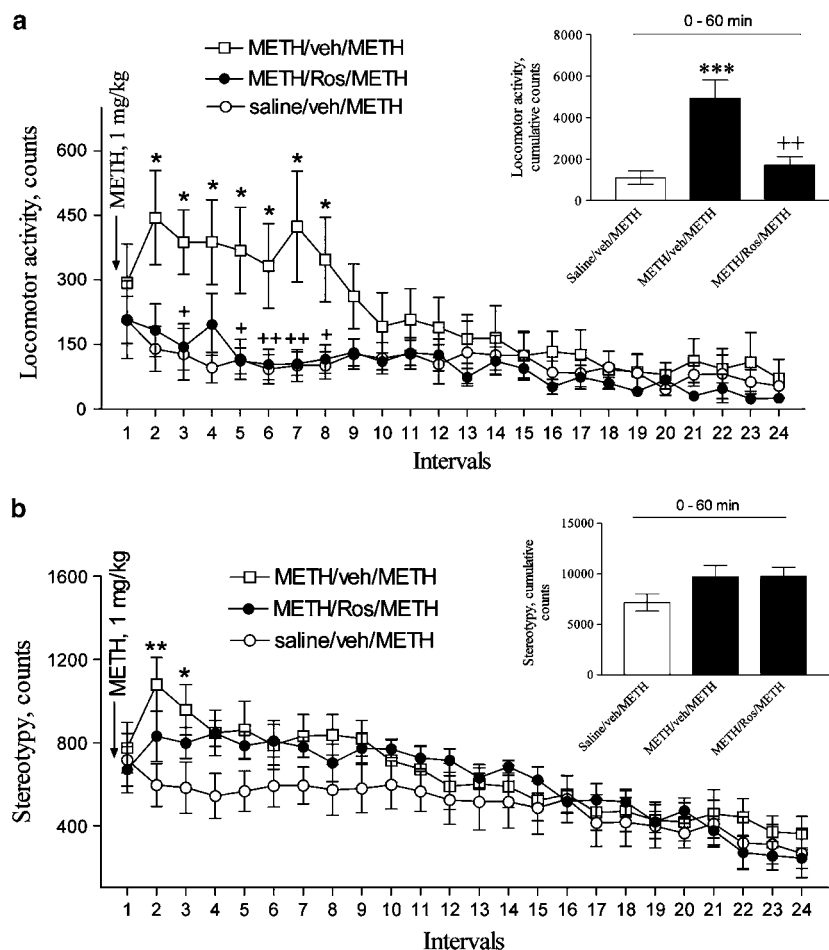 a
METH/veh/METH
METH/Ros/METH
saline/veh/METH
METH, 1 mg/kg
Locomotor activity, counts
600
450
300
150
0
* * * * * * *
+ + ++ ++ +
1 2 3 4 5 6 7 8 9 10 11 12 13 14 15 16 17 18 19 20 21 22 23 24
Intervals
0 - 60 min
Locomotor activity,
cumulative counts
8000
6000
4000
2000
0
***
++
Saline/veh/METH
METH/veh/METH
METH/Ros/METH
b
METH/veh/METH
METH/Ros/METH
saline/veh/METH
METH, 1 mg/kg
Stereotypy, counts
1600
1200
800
400
** *
1 2 3 4 5 6 7 8 9 10 11 12 13 14 15 16 17 18 19 20 21 22 23 24
Intervals
0 - 60 min
Stereotypy, cumulative
counts
15000
10000
5000
0
Saline/veh/METH
METH/veh/METH
METH/Ros/METH